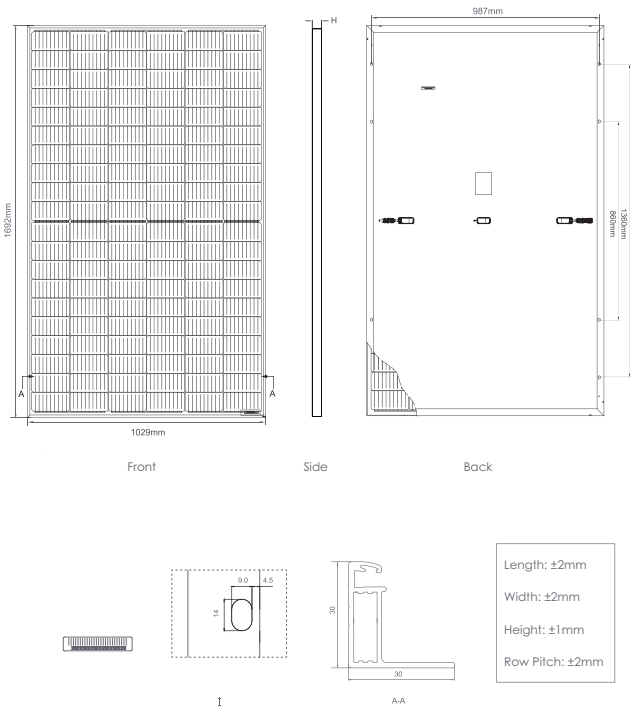 987mm
H
1692mm
1360mm
860mm
A
A
1029mm
Front
Side
Back
9.0
4.5
14
30
30
I
A-A
Length: ±2mm
Width: ±2mm
Height: ±1mm
Row Pitch: ±2mm